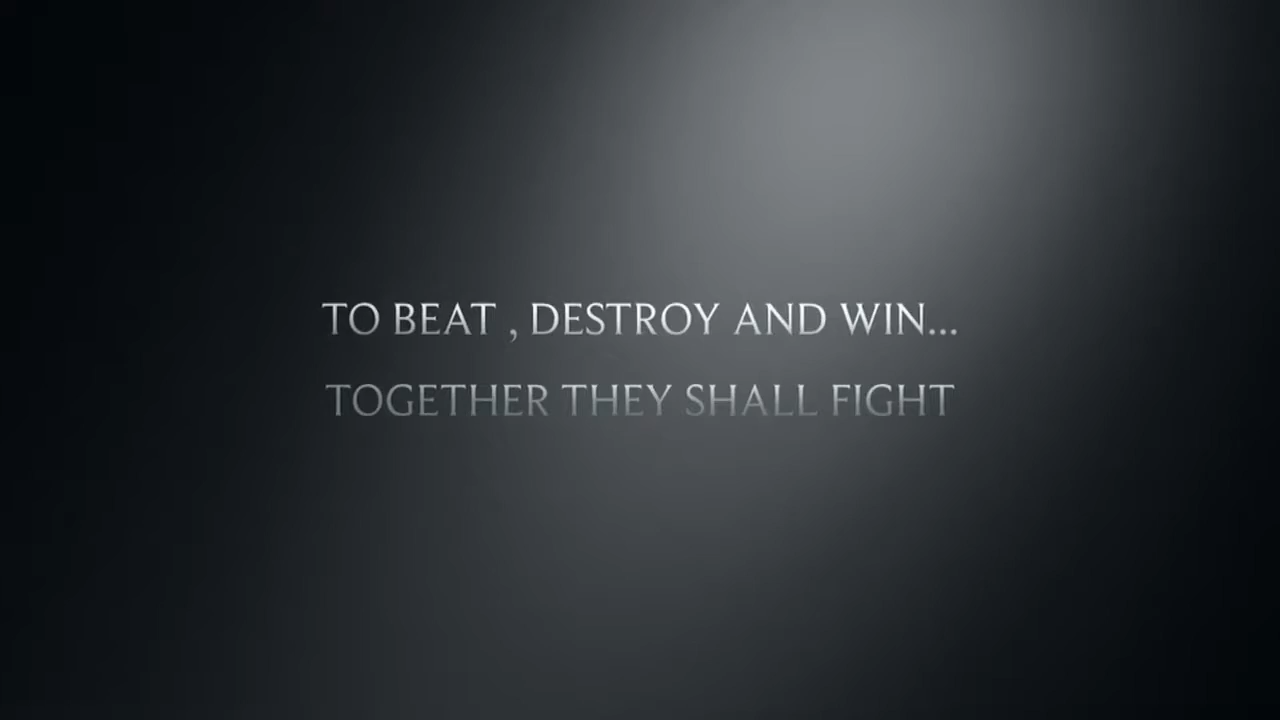 TO BEAT , DESTROY AND WIN...
TOGETHER THEY SHALL FIGHT